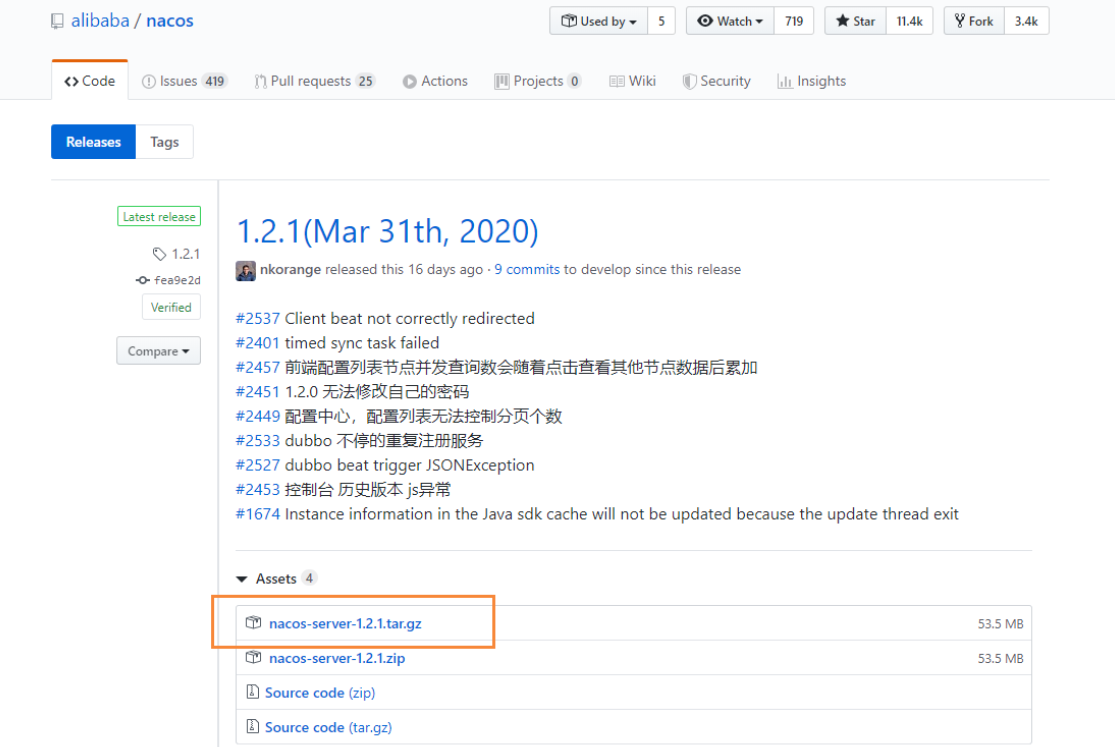 alibaba / nacos
Used by 5 Watch 719 Star 11.4k Fork 3.4k
Code Issues 419 Pull requests 25 Actions Projects 0 Wiki Security Insights
Releases Tags
Latest release
1.2.1
fea9e2d
Verified
Compare
1.2.1(Mar 31th, 2020)
nkorange released this 16 days ago · 9 commits to develop since this release
#2537 Client beat not correctly redirected
#2401 timed sync task failed
#2457 前端配置列表节点并发查询数会随着点击查看其他节点数据后累加
#2451 1.2.0 无法修改自己的密码
#2449 配置中心，配置列表无法控制分页个数
#2533 dubbo 不停的重复注册服务
#2527 dubbo beat trigger JSONException
#2453 控制台 历史版本 js异常
#1674 Instance information in the Java sdk cache will not be updated because the update thread exit
Assets 4
nacos-server-1.2.1.tar.gz 53.5 MB
nacos-server-1.2.1.zip 53.5 MB
Source code (zip)
Source code (tar.gz)